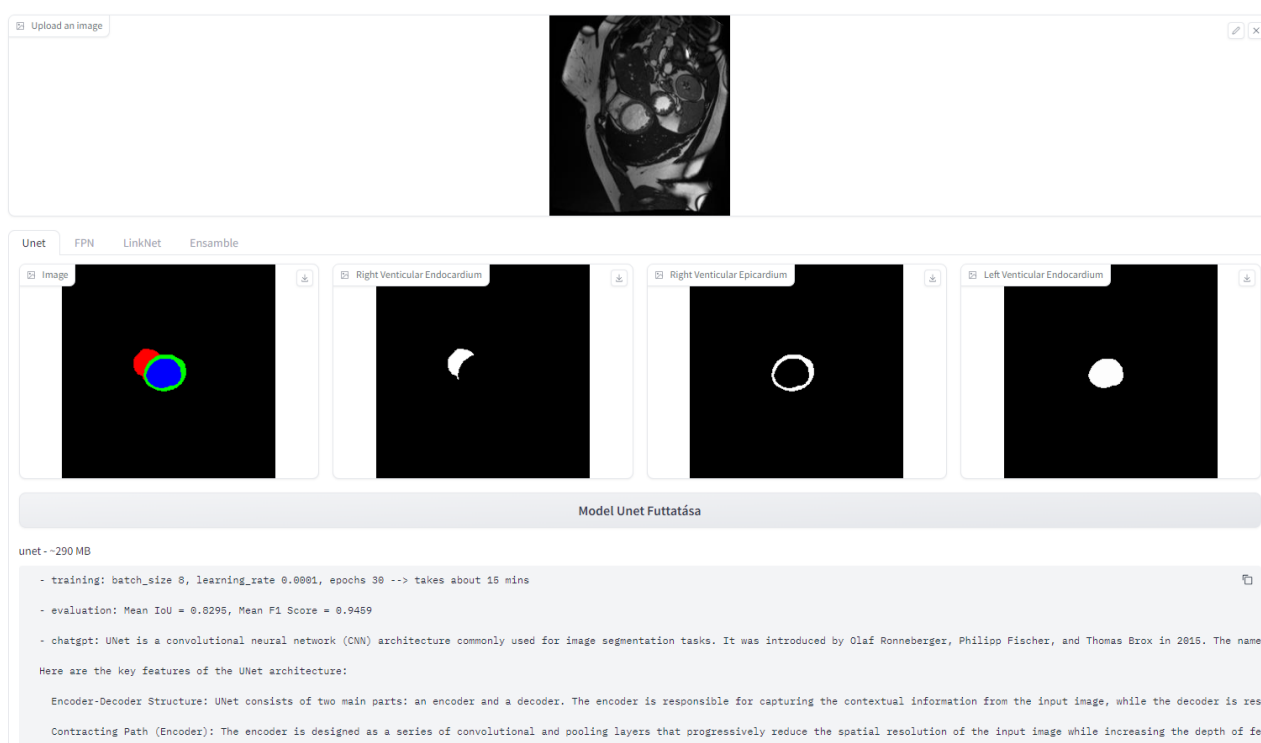 Upload an image
Unet FPN LinkNet Ensamble
Image
Right Venticular Endocardium
Right Venticular Epicardium
Left Venticular Endocardium
Model Unet Futtatása
unet - ~290 MB
- training: batch_size 8, learning_rate 0.0001, epochs 30 --> takes about 15 mins
- evaluation: Mean IoU = 0.8295, Mean F1 Score = 0.9459
- chatgpt: UNet is a convolutional neural network (CNN) architecture commonly used for image segmentation tasks. It was introduced by Olaf Ronneberger, Philipp Fischer, and Thomas Brox in 2015. The name
Here are the key features of the UNet architecture:
Encoder-Decoder Structure: UNet consists of two main parts: an encoder and a decoder. The encoder is responsible for capturing the contextual information from the input image, while the decoder is res
Contracting Path (Encoder): The encoder is designed as a series of convolutional and pooling layers that progressively reduce the spatial resolution of the input image while increasing the depth of fe